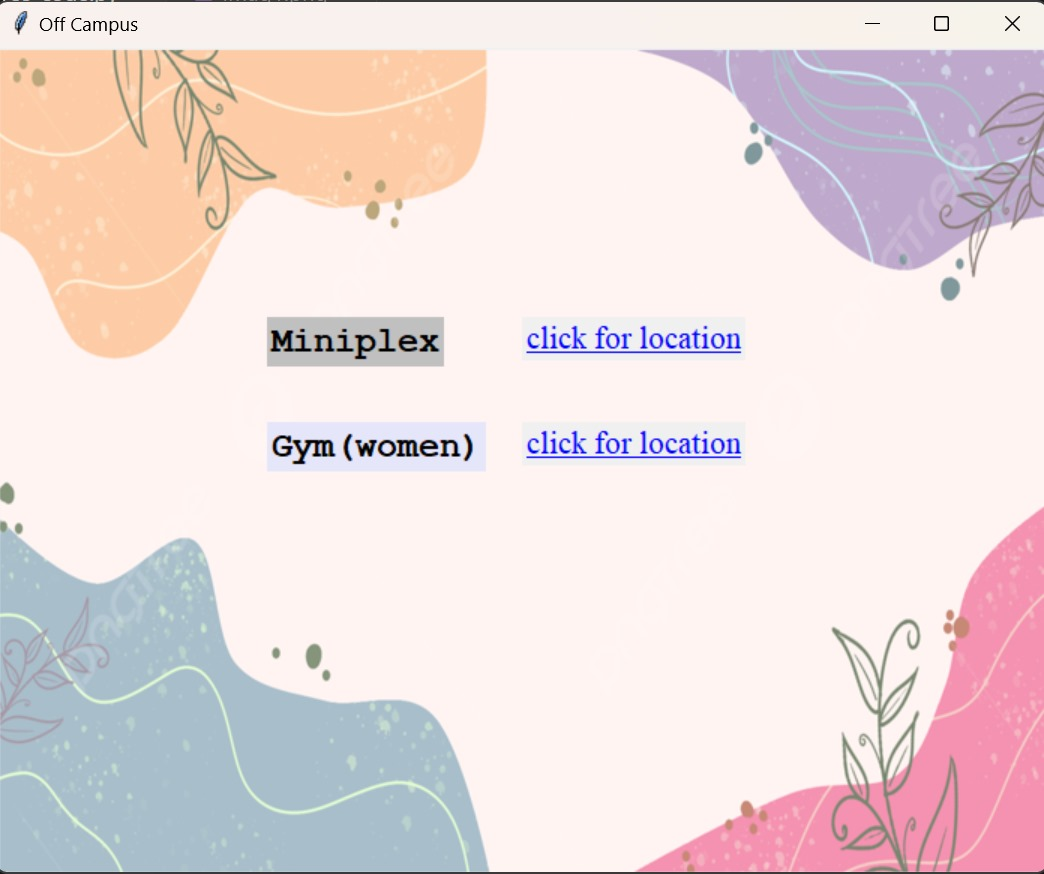 Off Campus
Miniplex click for location
Gym(women) click for location